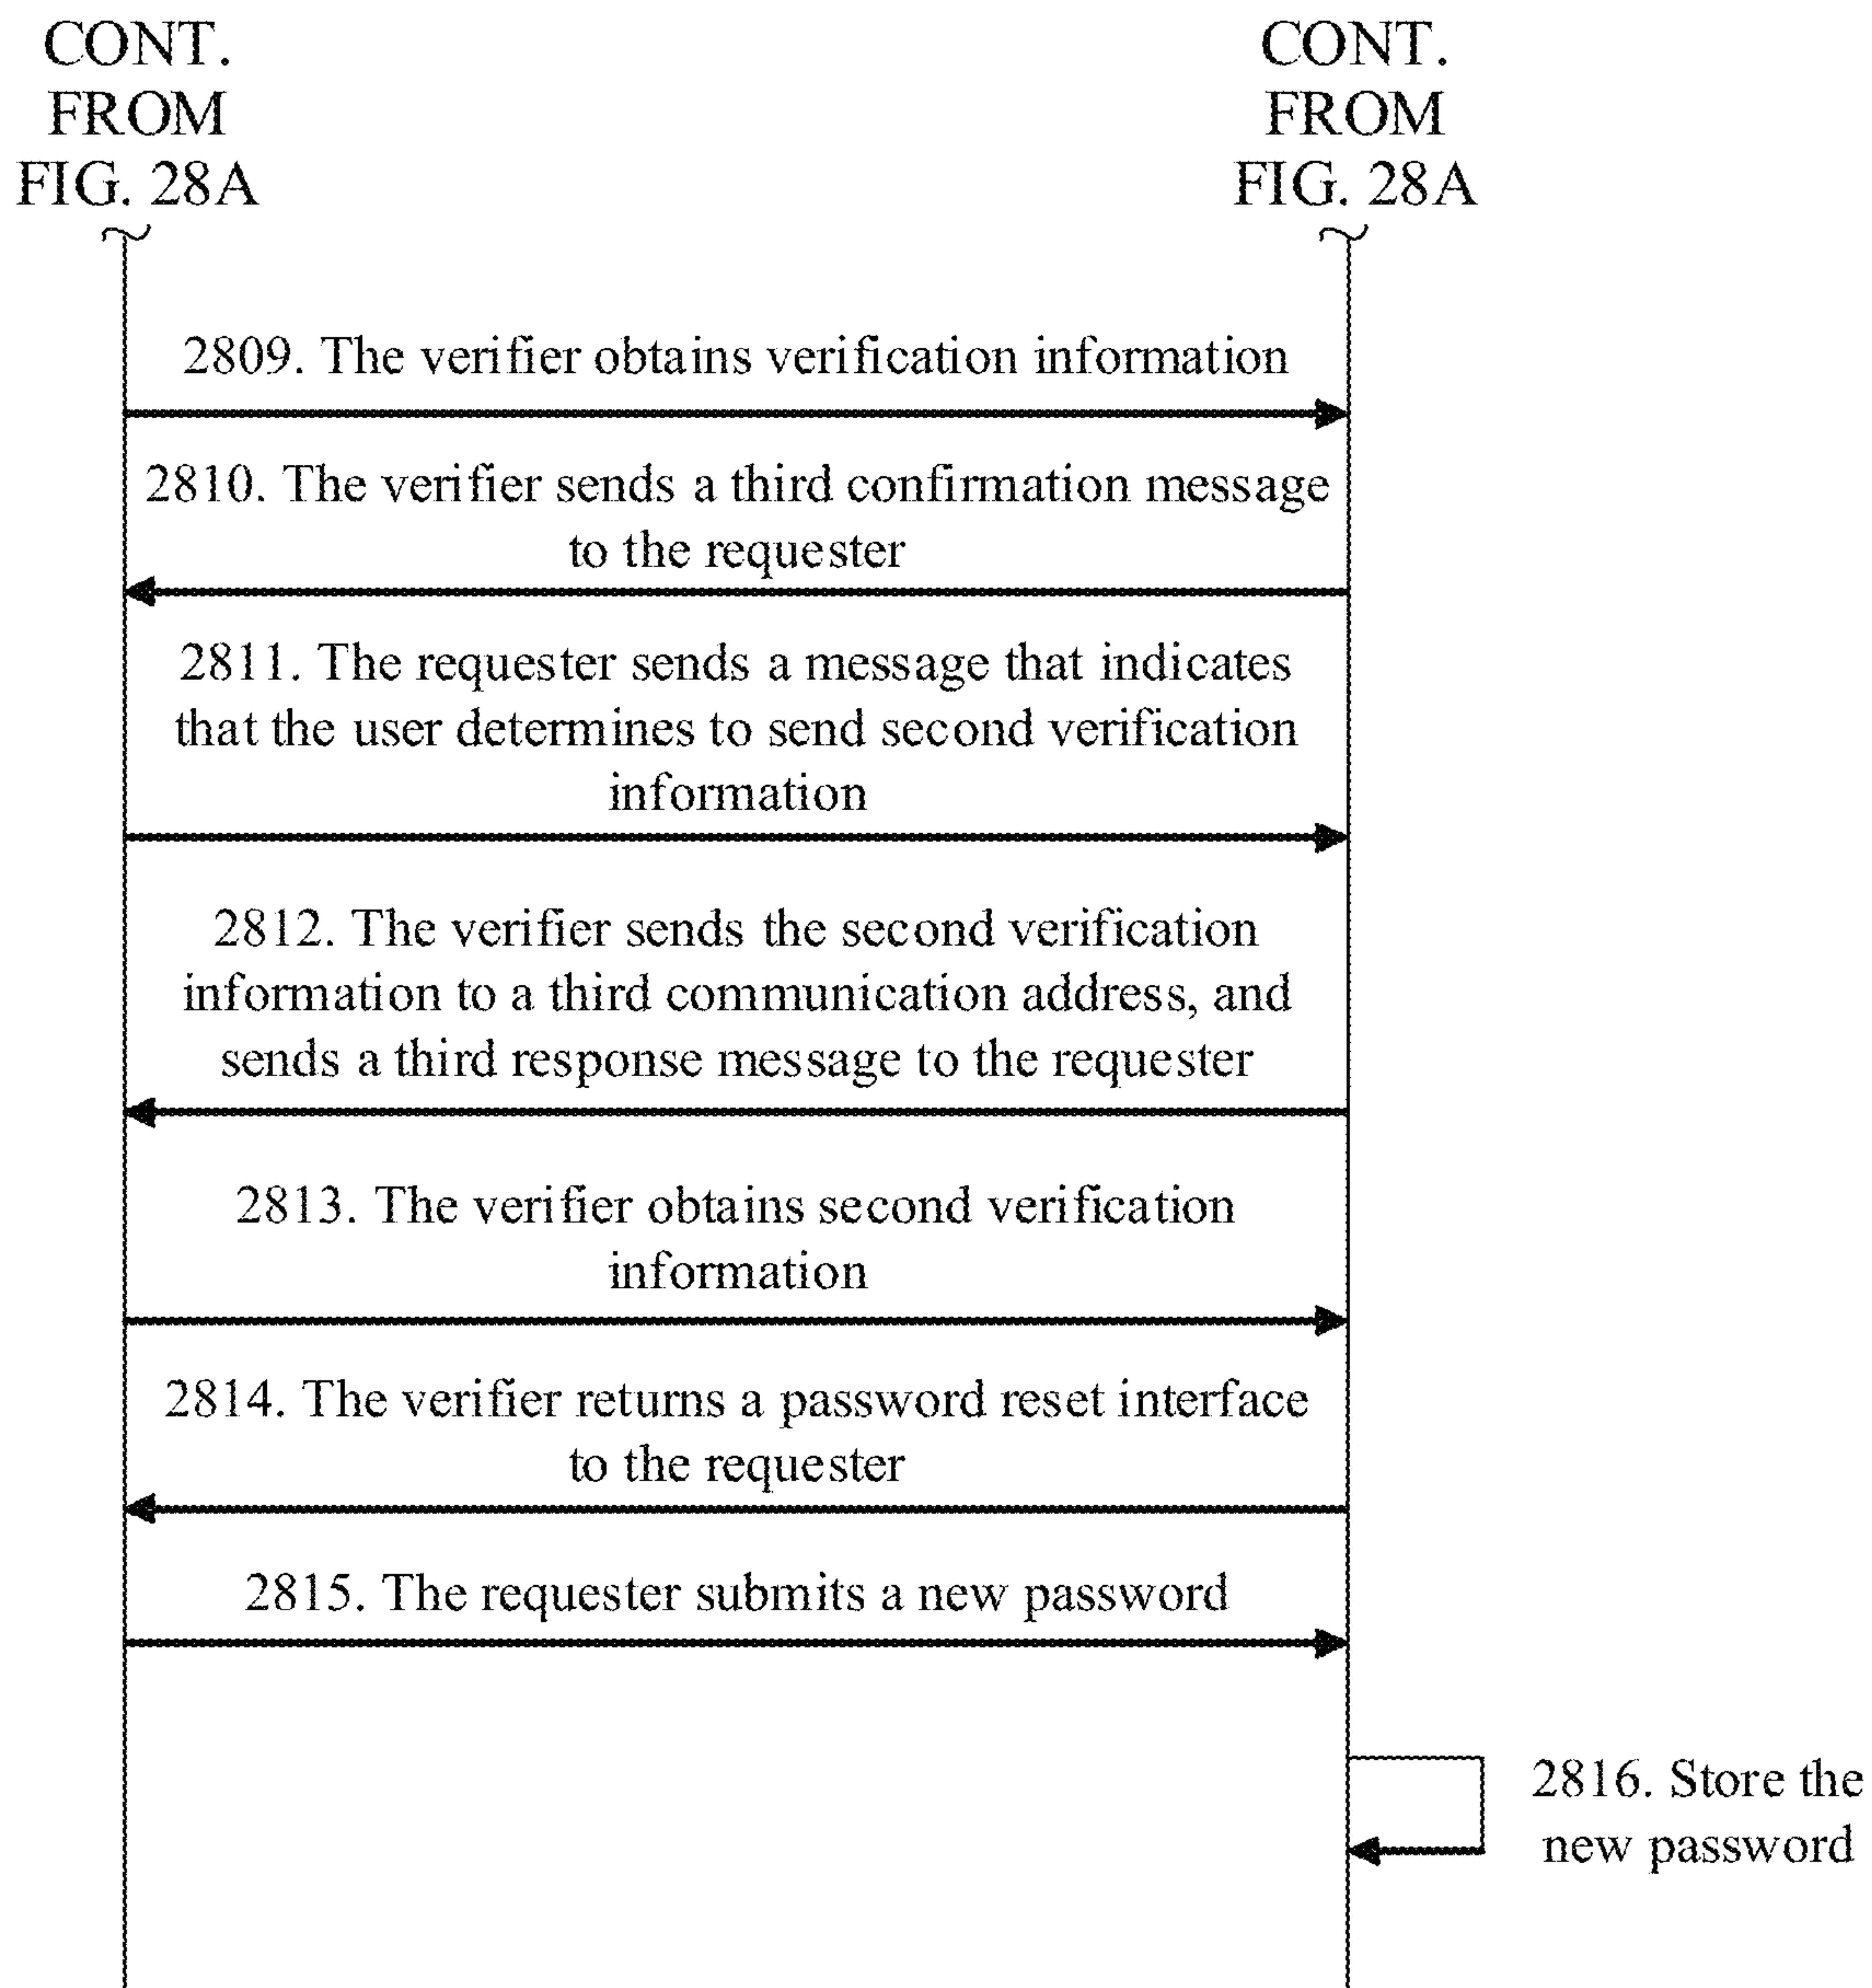 CONT.
FROM
FIG. 28A
CONT.
FROM
FIG. 28A
2809. The verifier obtains verification information
2810. The verifier sends a third confirmation message
to the requester
2811. The requester sends a message that indicates
that the user determines to send second verification
information
2812. The verifier sends the second verification
information to a third communication address, and
sends a third response message to the requester
2813. The verifier obtains second verification
information
2814. The verifier returns a password reset interface
to the requester
2815. The requester submits a new password
2816. Store the
new password